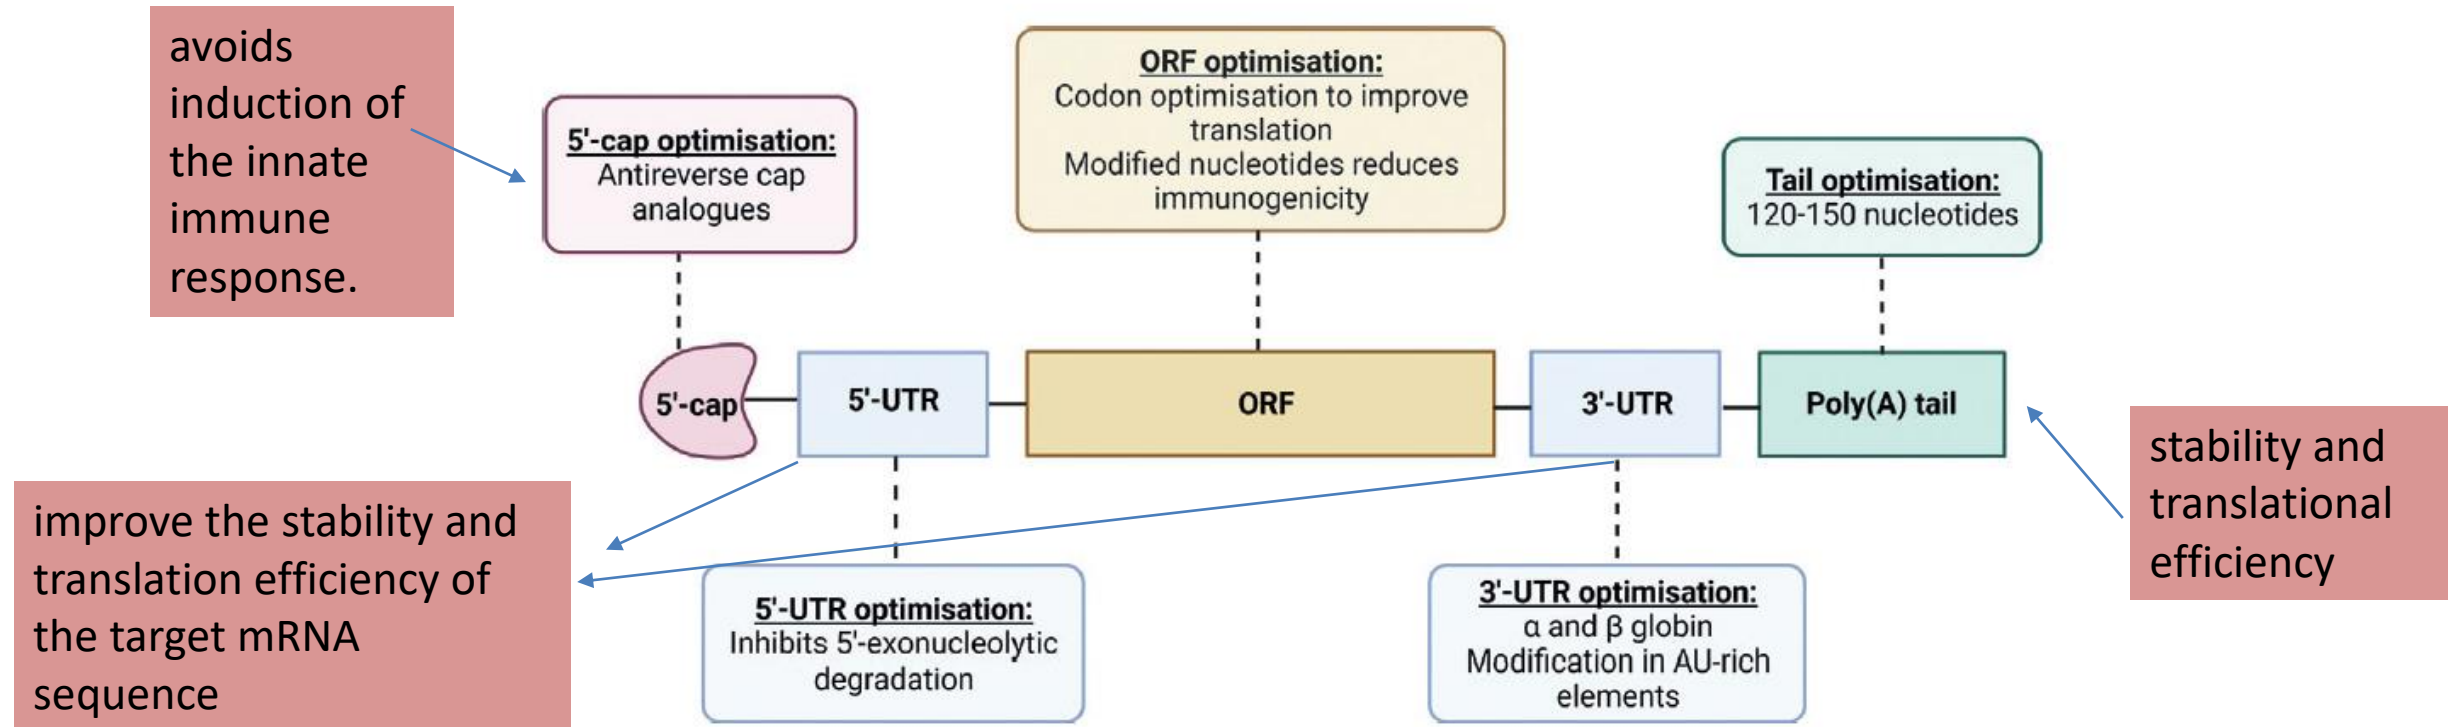 avoids
induction of
the innate
immune
response.
5'-cap optimisation:
Antireverse cap
analogues
ORF optimisation:
Codon optimisation to improve
translation
Modified nucleotides reduces
immunogenicity
Tail optimisation:
120-150 nucleotides
5'-cap
5'-UTR
ORF
3'-UTR
Poly(A) tail
stability and
translational
efficiency
improve the stability and
translation efficiency of
the target mRNA
sequence
5'-UTR optimisation:
Inhibits 5'-exonucleolytic
degradation
3'-UTR optimisation:
α and β globin
Modification in AU-rich
elements